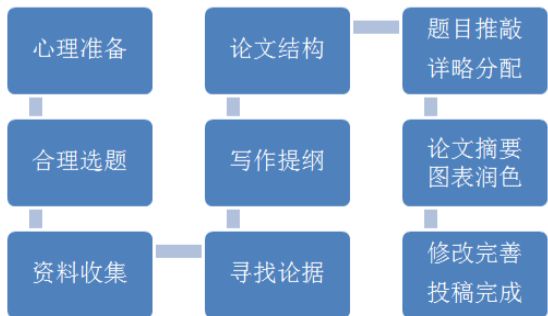 心理准备
合理选题
资料收集
寻找论据
写作提纲
论文结构
题目推敲
详略分配
论文摘要
图表润色
修改完善
投稿完成